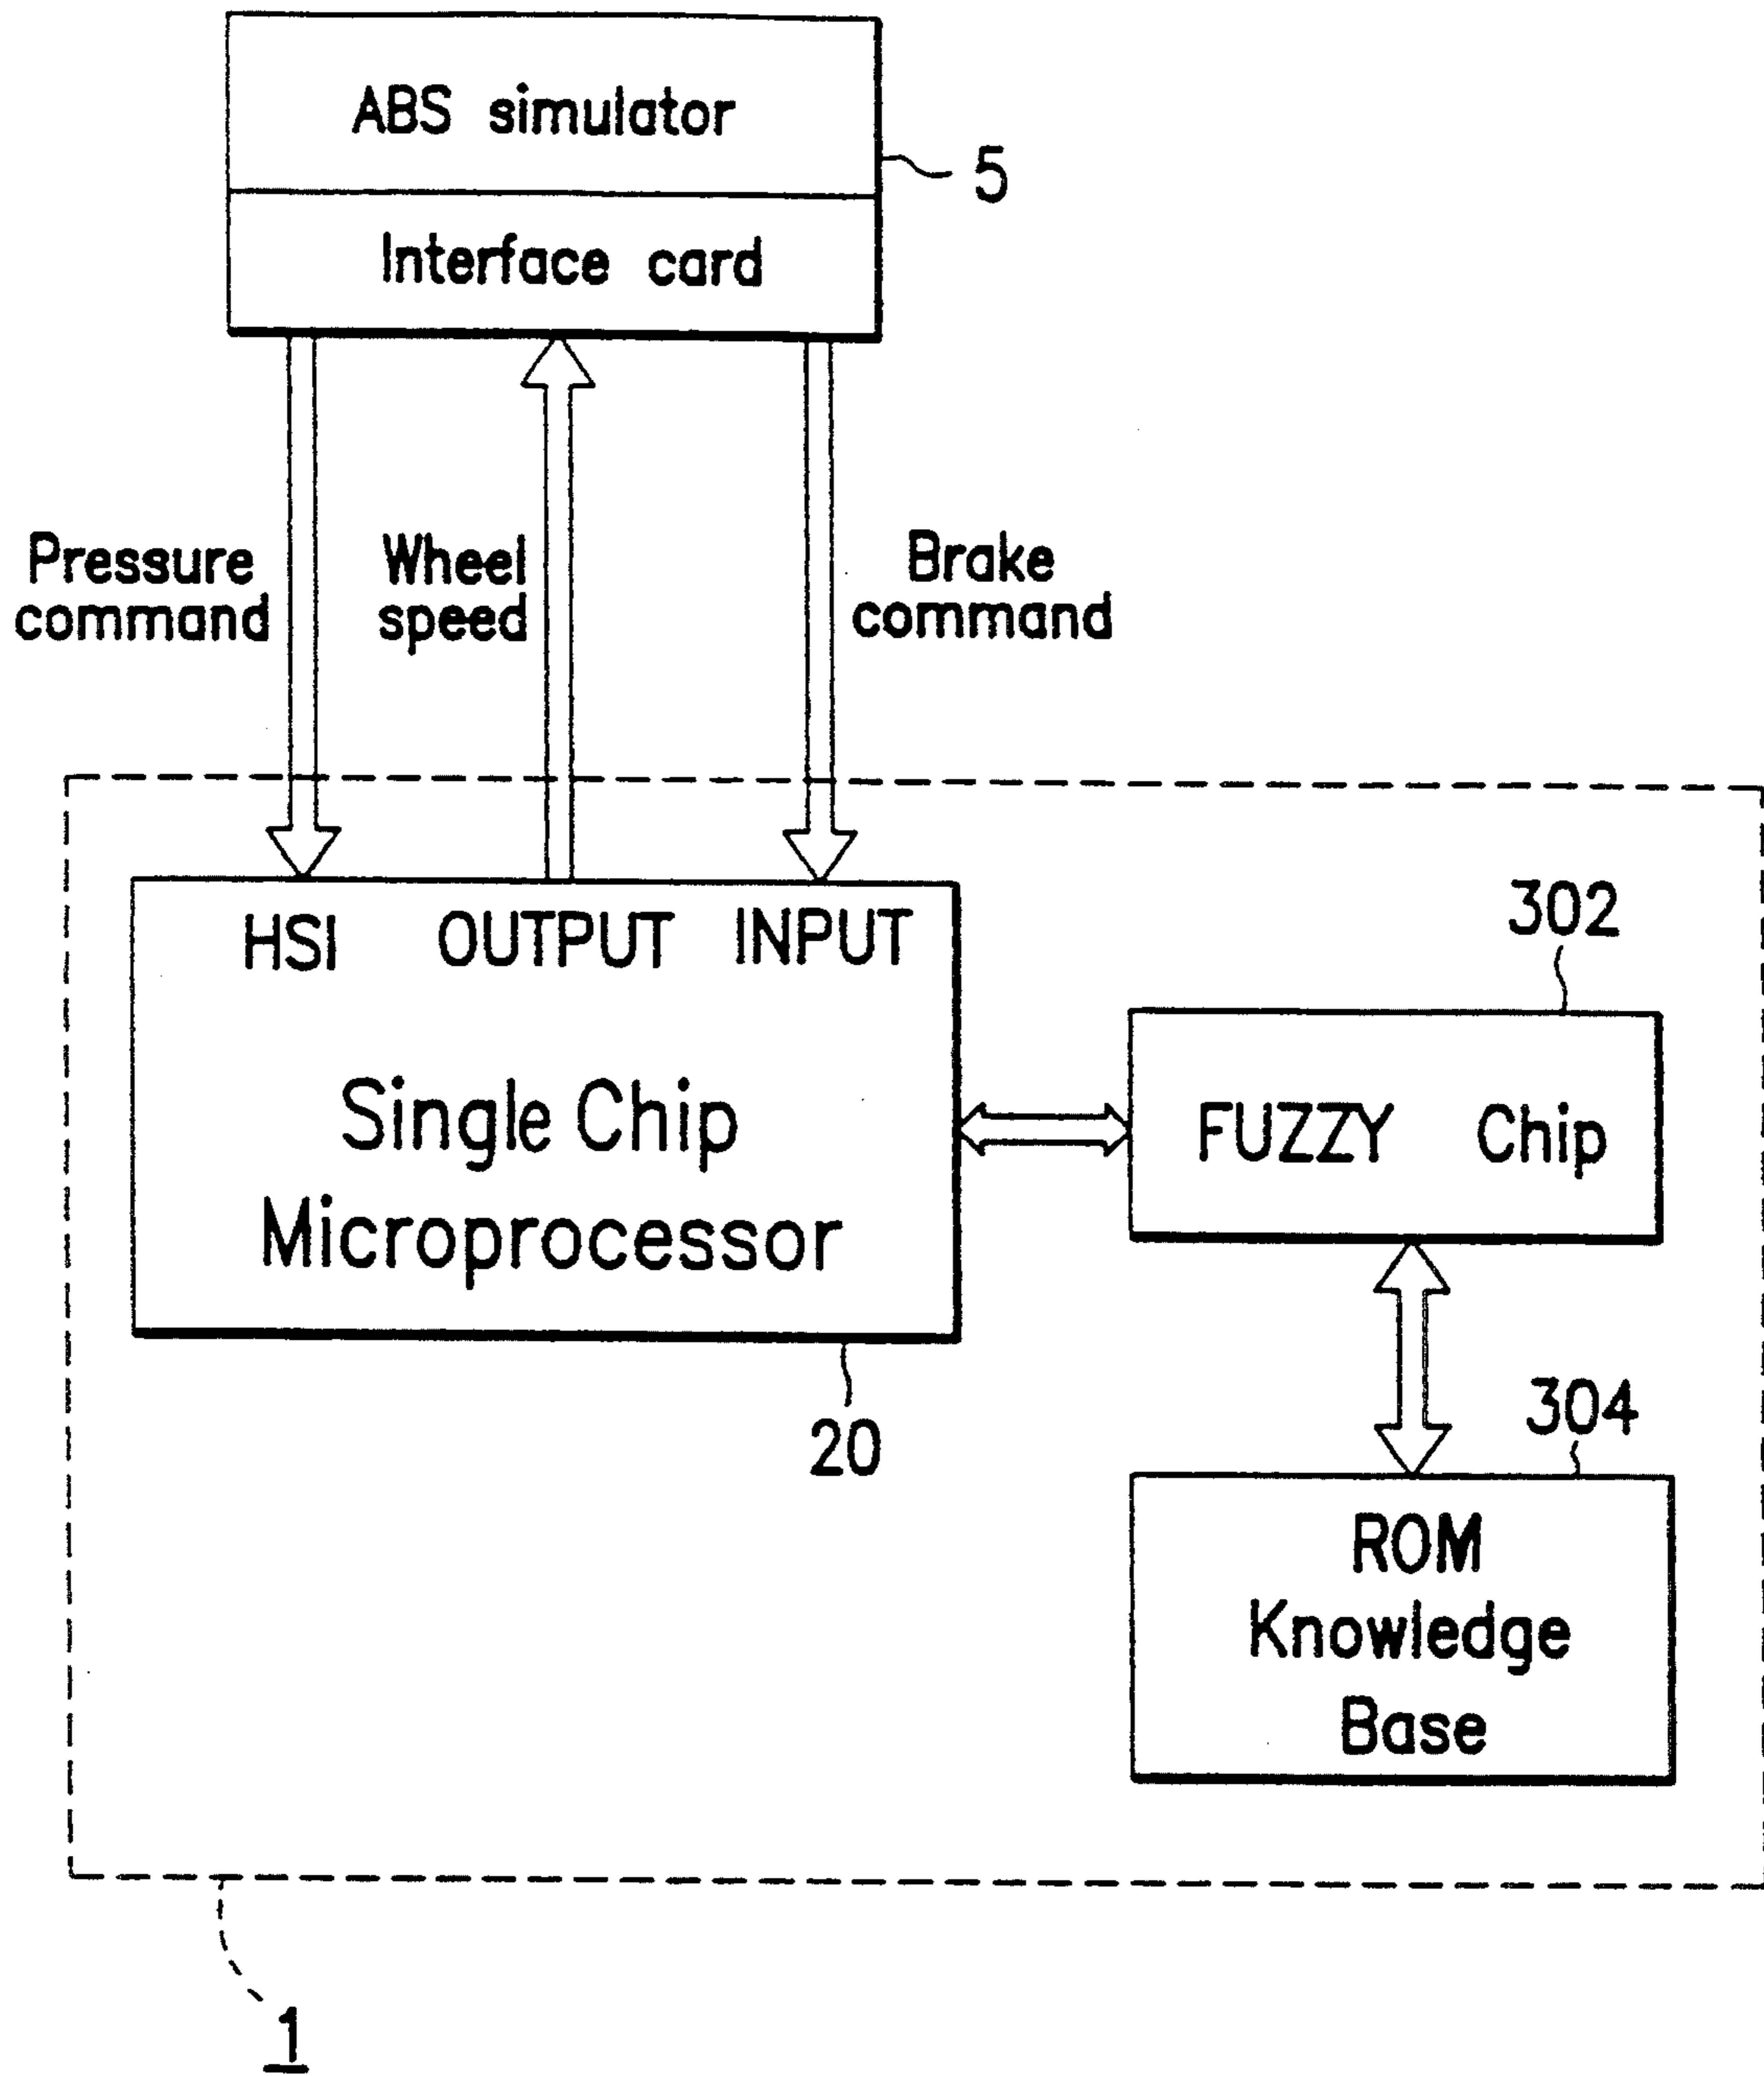 ABS simulator
5
Interface card
Pressure
command
Wheel
speed
Brake
command
HSI OUTPUT INPUT
302
Single Chip
Microprocessor
FUZZY Chip
20
304
ROM
Knowledge
Base
1